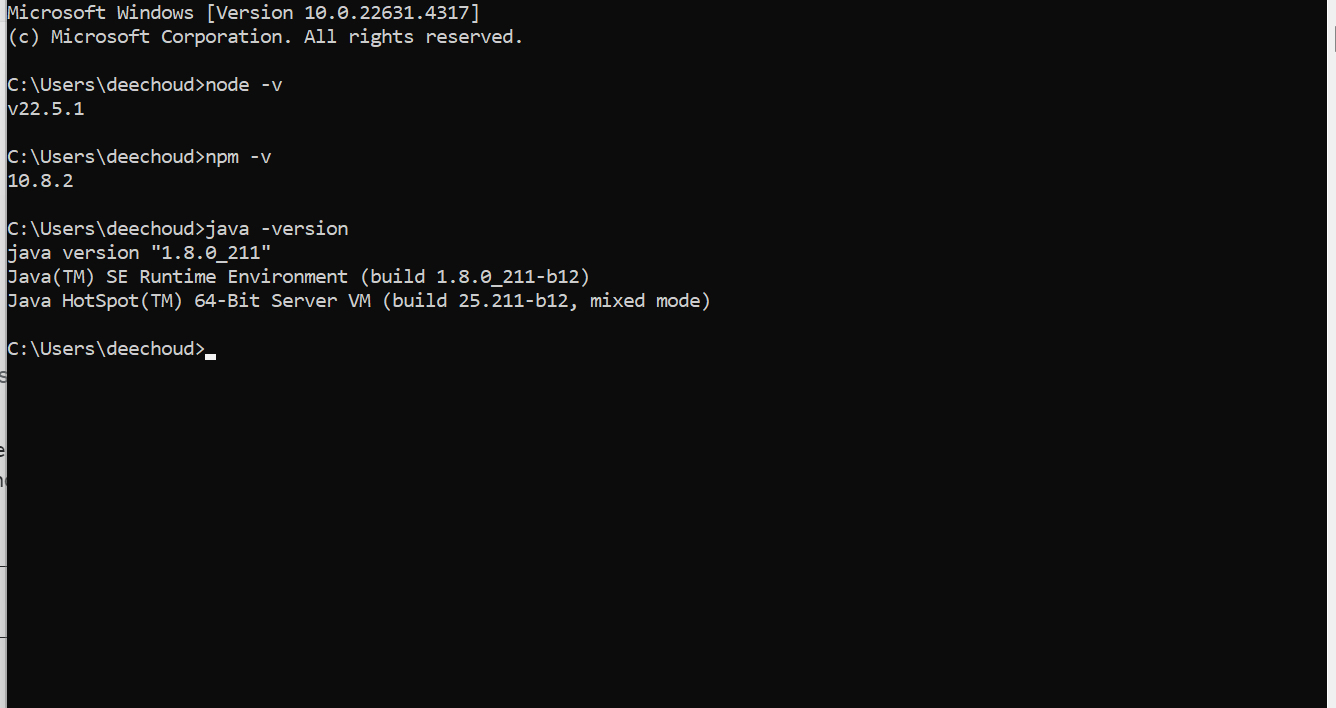 Microsoft Windows [Version 10.0.22631.4317]
(c) Microsoft Corporation. All rights reserved.
C:\Users\deechoud>node -v
v22.5.1
C:\Users\deechoud>npm -v
10.8.2
C:\Users\deechoud>java -version
java version "1.8.0_211"
Java(TM) SE Runtime Environment (build 1.8.0_211-b12)
Java HotSpot(TM) 64-Bit Server VM (build 25.211-b12, mixed mode)
C:\Users\deechoud>